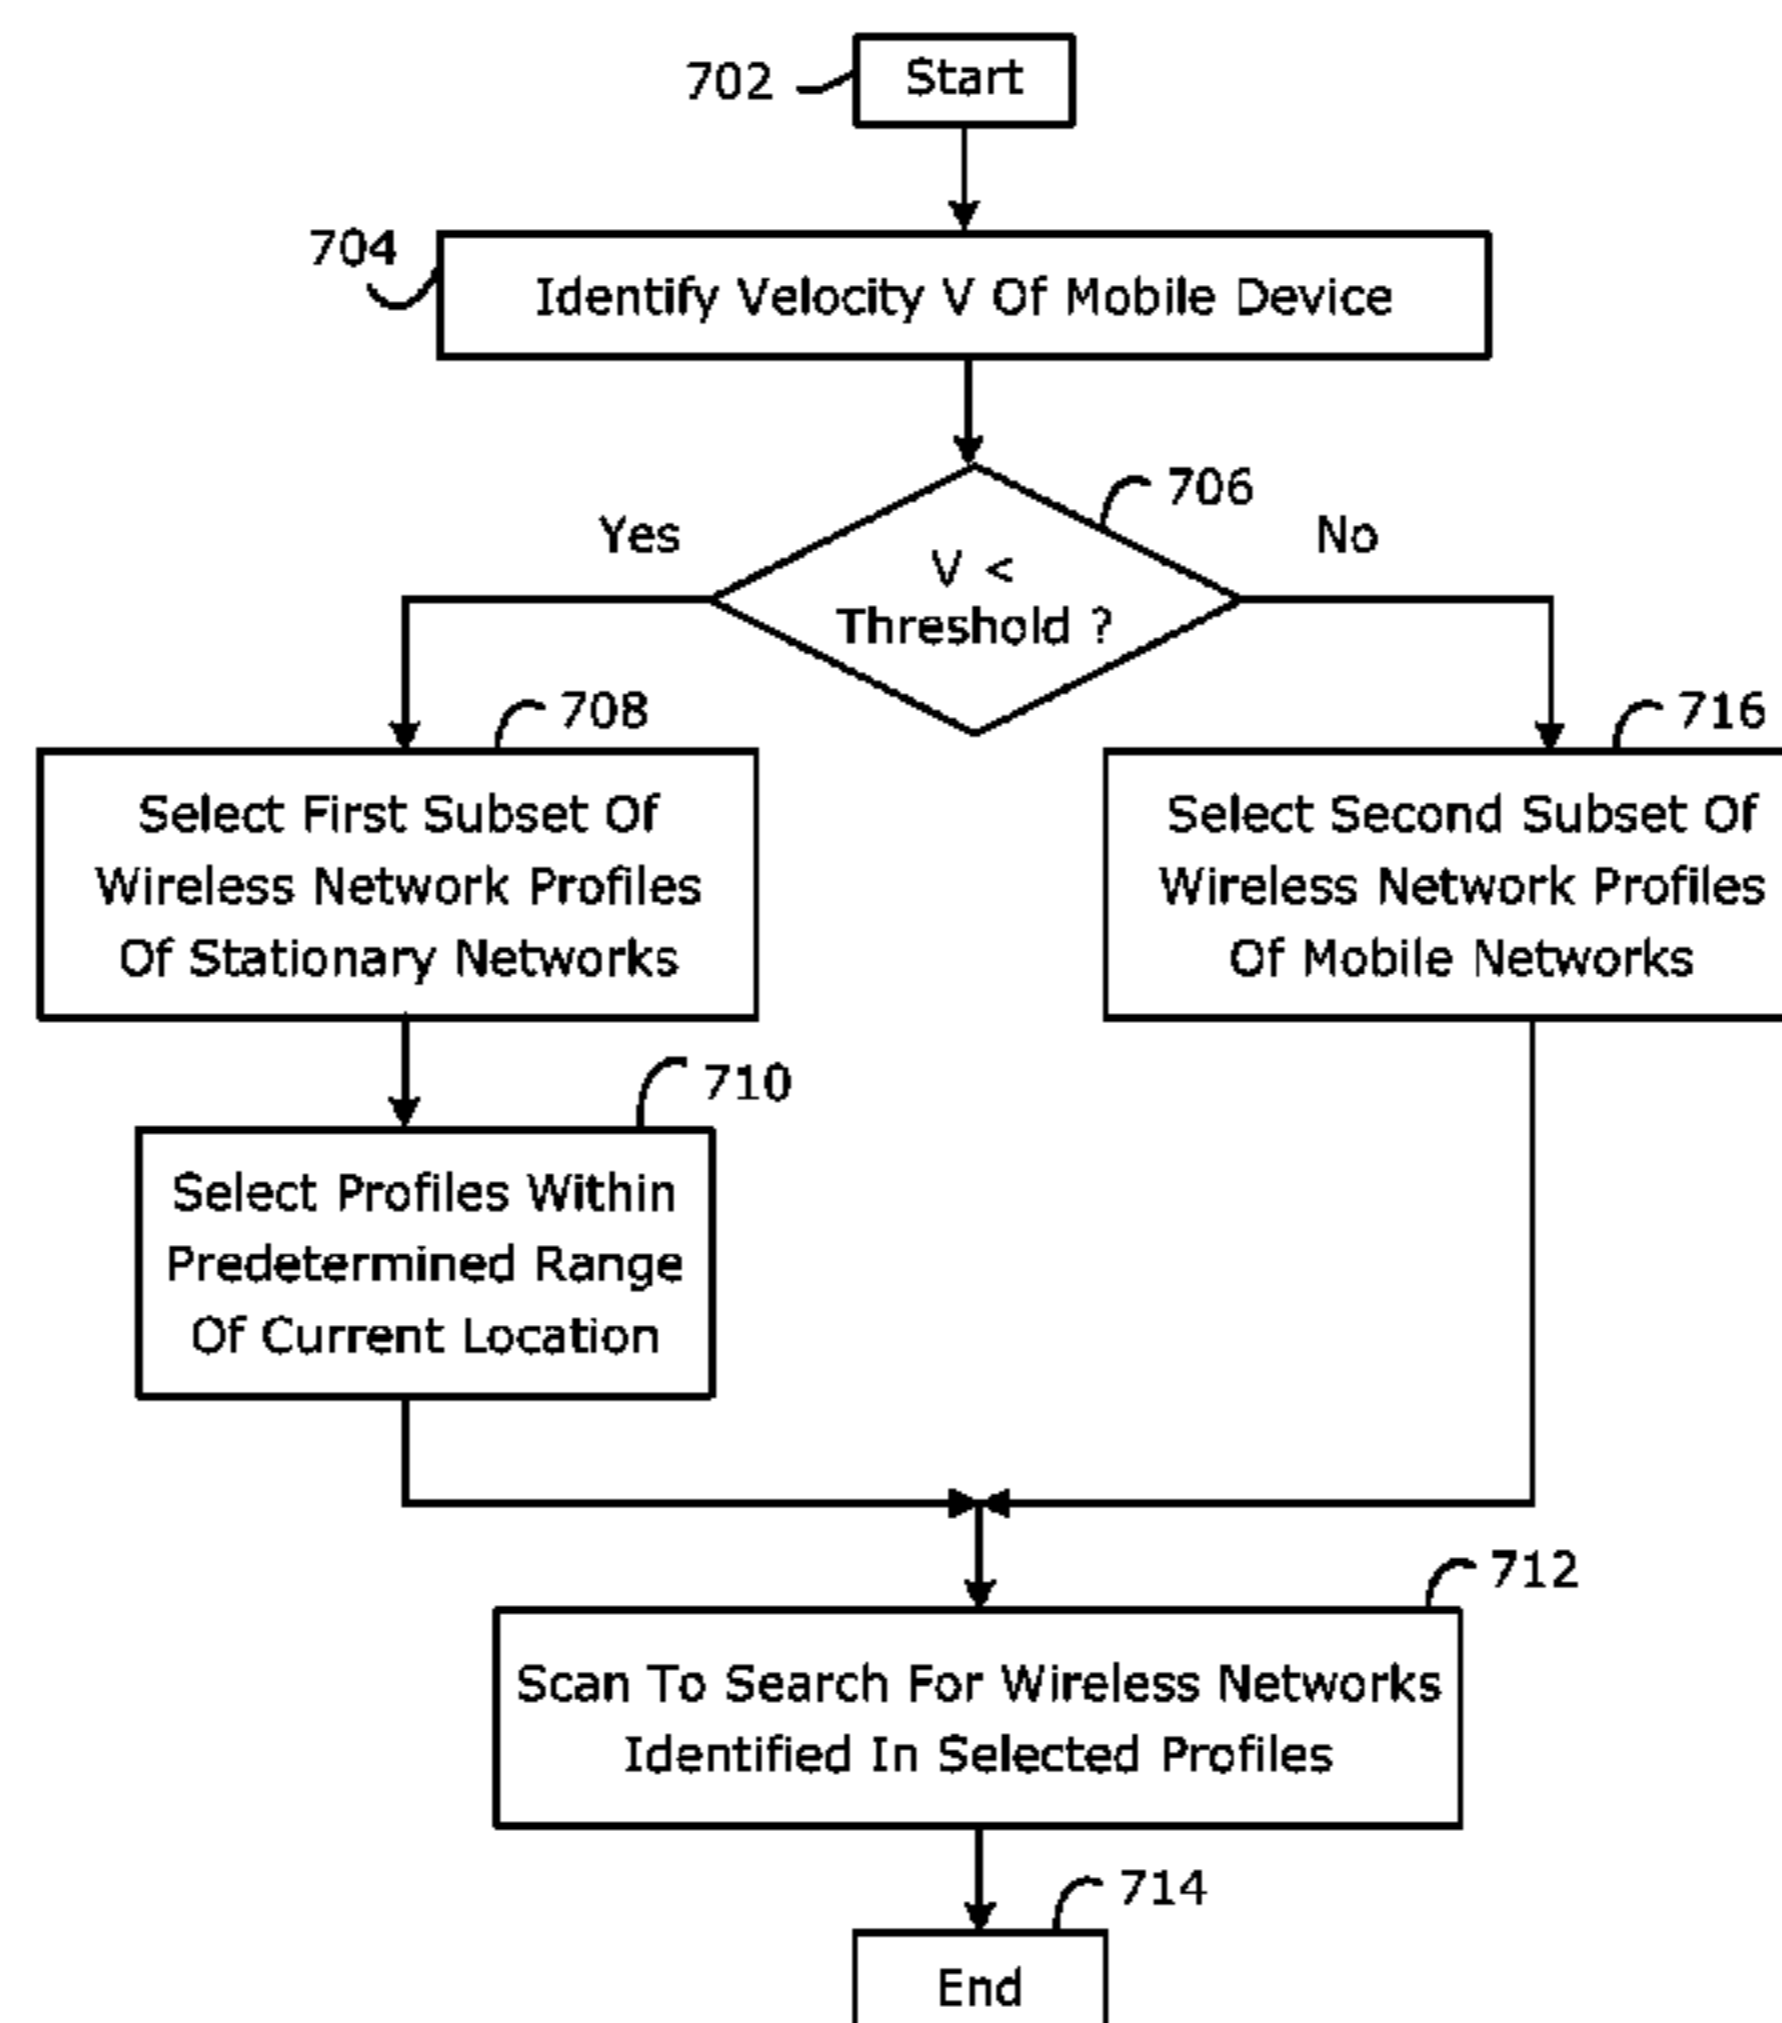 702
Start
704
Identify Velocity V Of Mobile Device
706
Yes
No
V <
Threshold ?
708
716
Select First Subset Of
Wireless Network Profiles
Of Stationary Networks
Select Second Subset Of
Wireless Network Profiles
Of Mobile Networks
710
Select Profiles Within
Predetermined Range
Of Current Location
712
Scan To Search For Wireless Networks
Identified In Selected Profiles
714
End